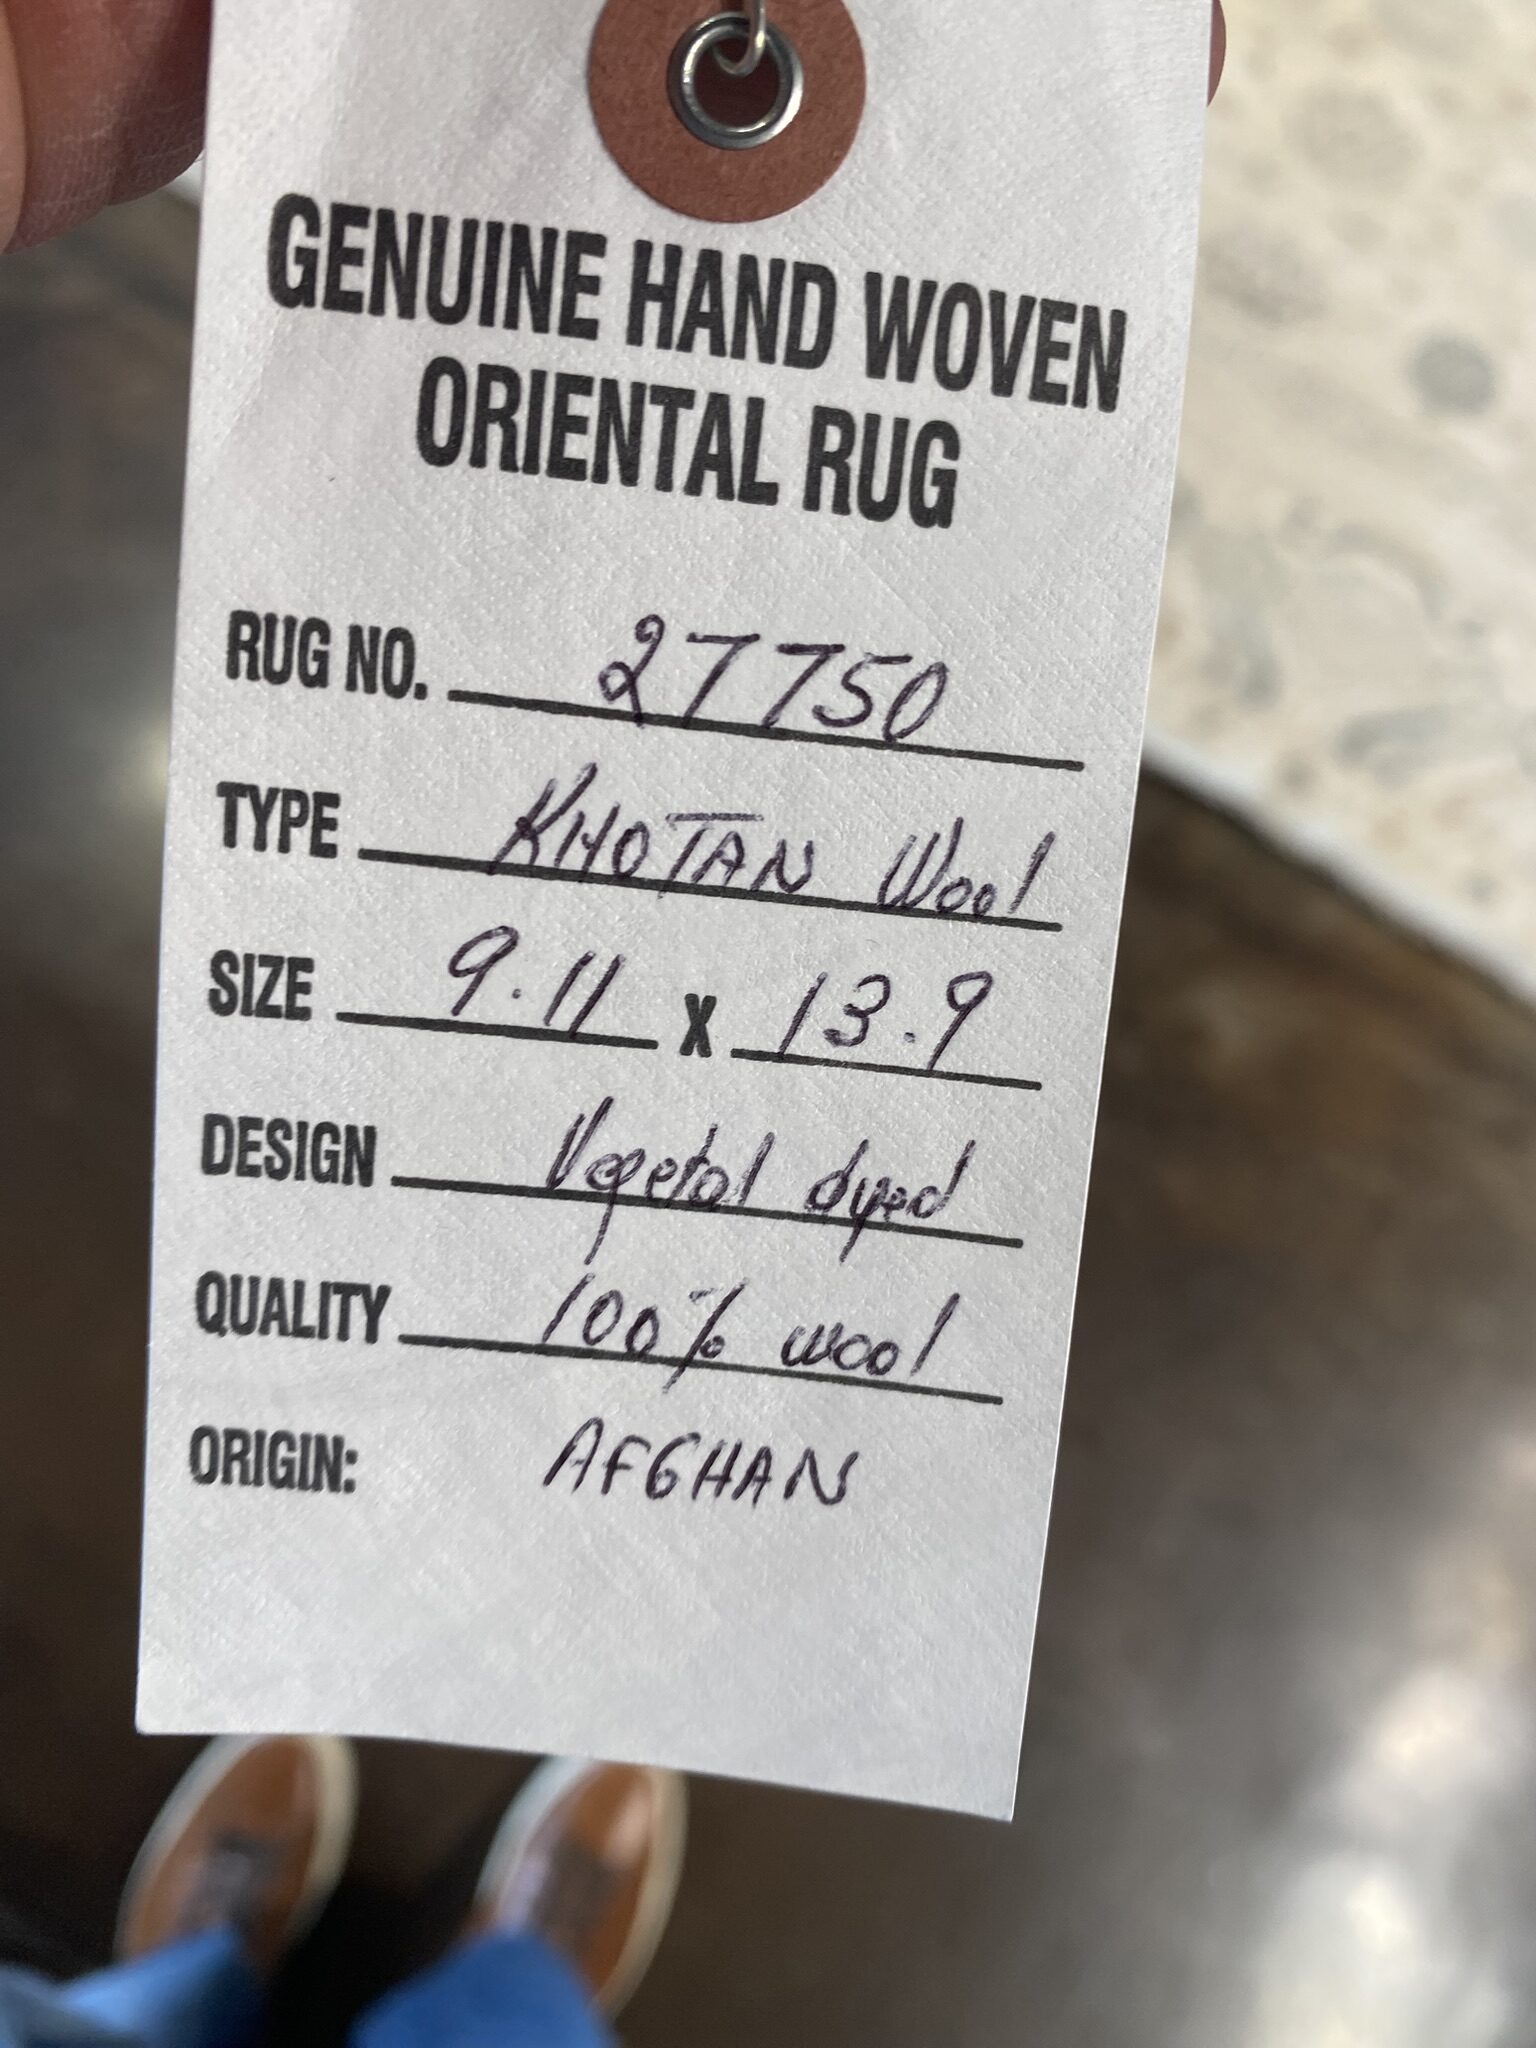 GENUINE HAND WOVEN
ORIENTAL RUG
RUG NO. 27750
TYPE KHOTAN Wool
SIZE 9.11 X 13.9
DESIGN Vegetal dyed
QUALITY 100% wool
ORIGIN: AFGHAN